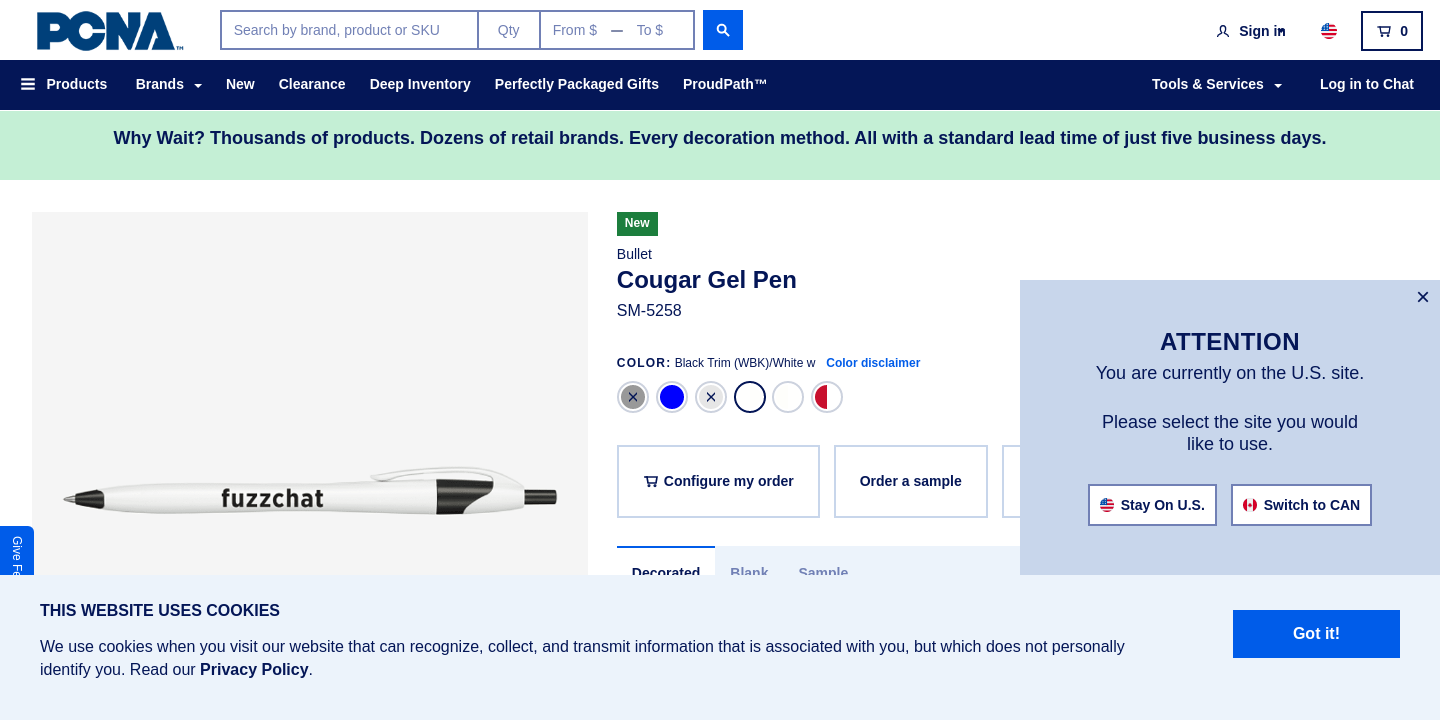 PCNA™
Search by brand, product or SKU Qty From $ — To $
Sign in 0
Products Brands New Clearance Deep Inventory Perfectly Packaged Gifts ProudPath™ Tools & Services Log in to Chat
Why Wait? Thousands of products. Dozens of retail brands. Every decoration method. All with a standard lead time of just five business days.
New
Bullet
Cougar Gel Pen
SM-5258
COLOR: Black Trim (WBK)/White w Color disclaimer
Configure my order Order a sample
Decorated Blank Sample
fuzzchat
Give
×
ATTENTION
You are currently on the U.S. site.
Please select the site you would
like to use.
Stay On U.S. Switch to CAN
THIS WEBSITE USES COOKIES
We use cookies when you visit our website that can recognize, collect, and transmit information that is associated with you, but which does not personally
identify you. Read our Privacy Policy.
Got it!